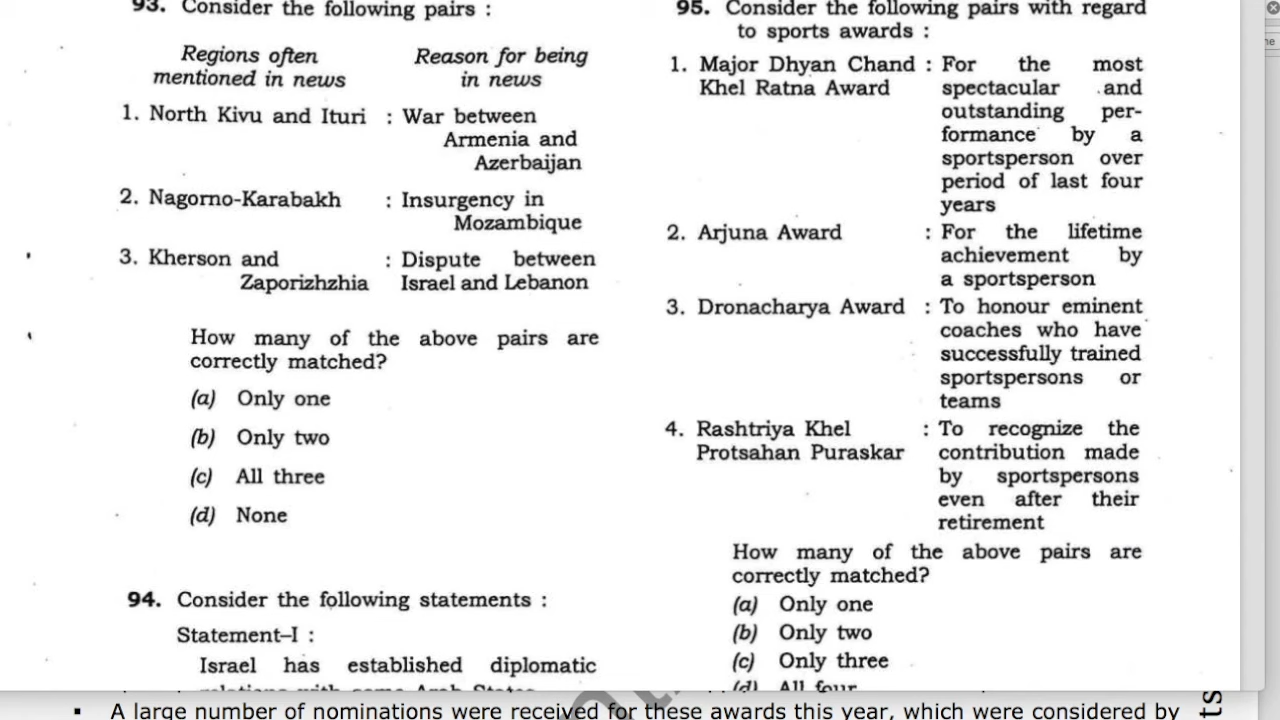 93. Consider the following pairs :
Regions often Reason for being
mentioned in news in news
1. North Kivu and Ituri : War between
Armenia and
Azerbaijan
2. Nagorno-Karabakh : Insurgency in
Mozambique
3. Kherson and : Dispute between
Zaporizhzhia Israel and Lebanon
How many of the above pairs are
correctly matched?
(a) Only one
(b) Only two
(c) All three
(d) None
94. Consider the following statements :
Statement–I :
Israel has established diplomatic
relations with some Arab States.
95. Consider the following pairs with regard
to sports awards :
1. Major Dhyan Chand : For the most
Khel Ratna Award spectacular and
outstanding per-
formance by a
sportsperson over
period of last four
years
2. Arjuna Award : For the lifetime
achievement by
a sportsperson
3. Dronacharya Award : To honour eminent
coaches who have
successfully trained
sportspersons or
teams
4. Rashtriya Khel : To recognize the
Protsahan Puraskar contribution made
by sportspersons
even after their
retirement
How many of the above pairs are
correctly matched?
(a) Only one
(b) Only two
(c) Only three
(d) All four
▪ A large number of nominations were received for these awards this year, which were considered by
ts